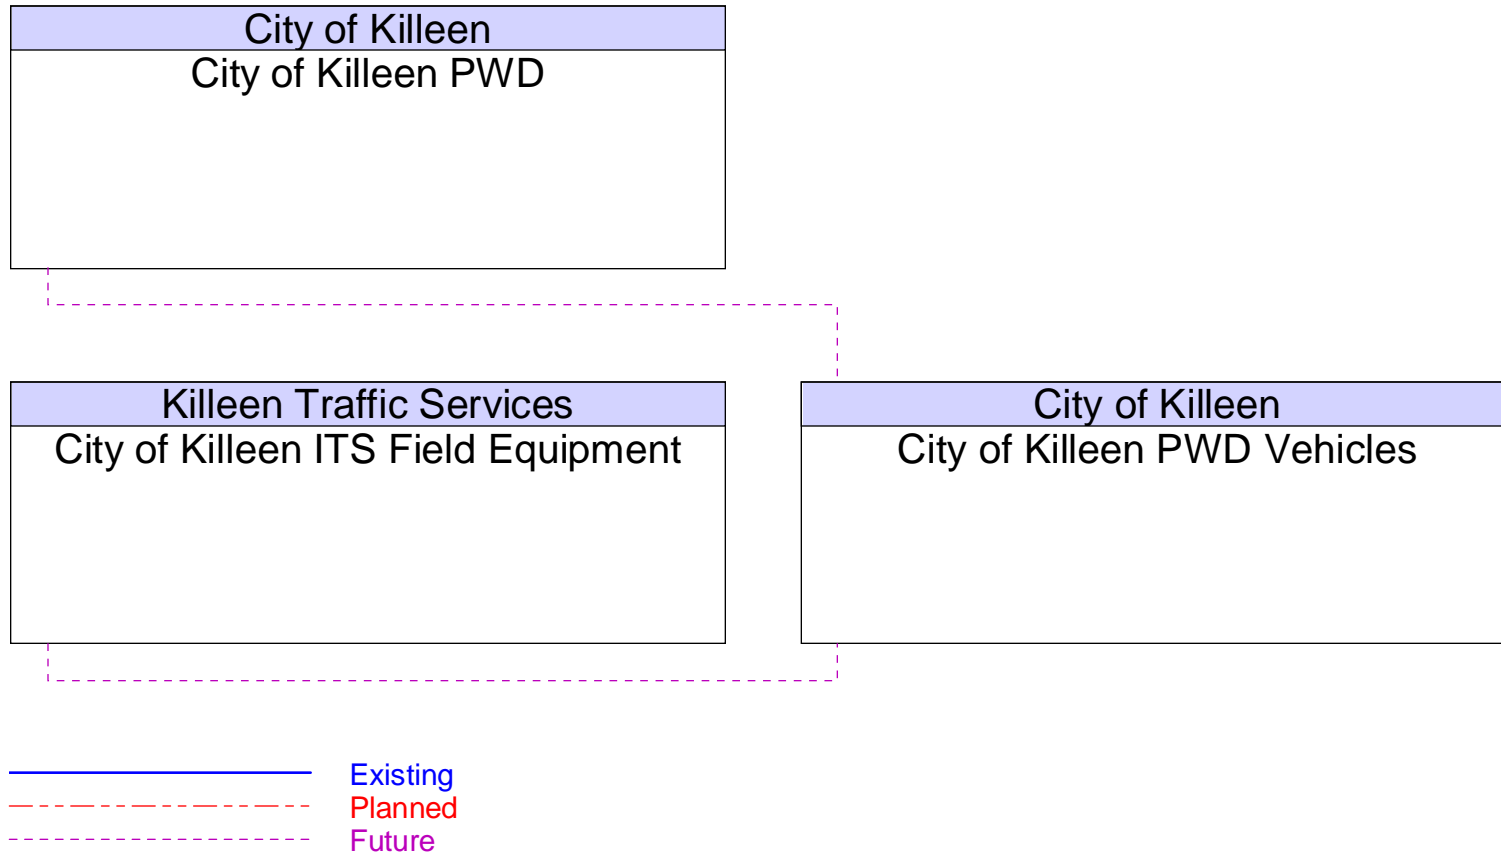 City of Killeen
City of Killeen PWD
Killeen Traffic Services
City of Killeen ITS Field Equipment
City of Killeen
City of Killeen PWD Vehicles
Existing
Planned
Future